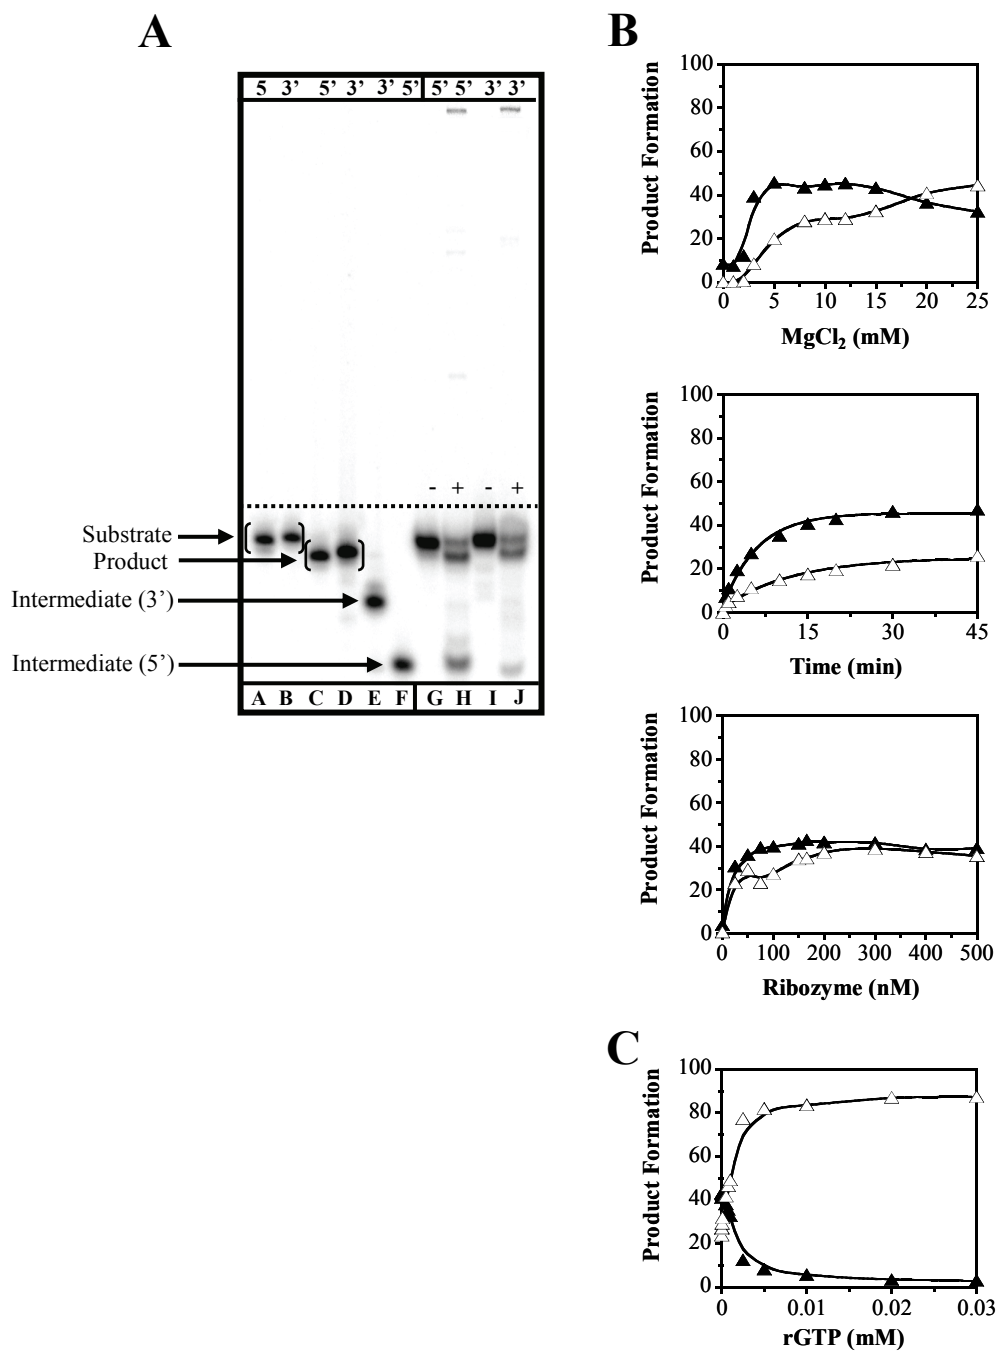 A
5 3’ 5’ 3’ 3’ 5’ 5’ 5’ 3’ 3’
- + - +
Substrate
Product
Intermediate (3’)
Intermediate (5’)
A B C D E F G H I J
B
100
80
60
40
20
0
Product Formation
0 5 10 15 20 25
MgCl2 (mM)
100
80
60
40
20
0
Product Formation
0 15 30 45
Time (min)
100
80
60
40
20
0
Product Formation
0 100 200 300 400 500
Ribozyme (nM)
C
100
80
60
40
20
0
Product Formation
0 0.01 0.02 0.03
rGTP (mM)